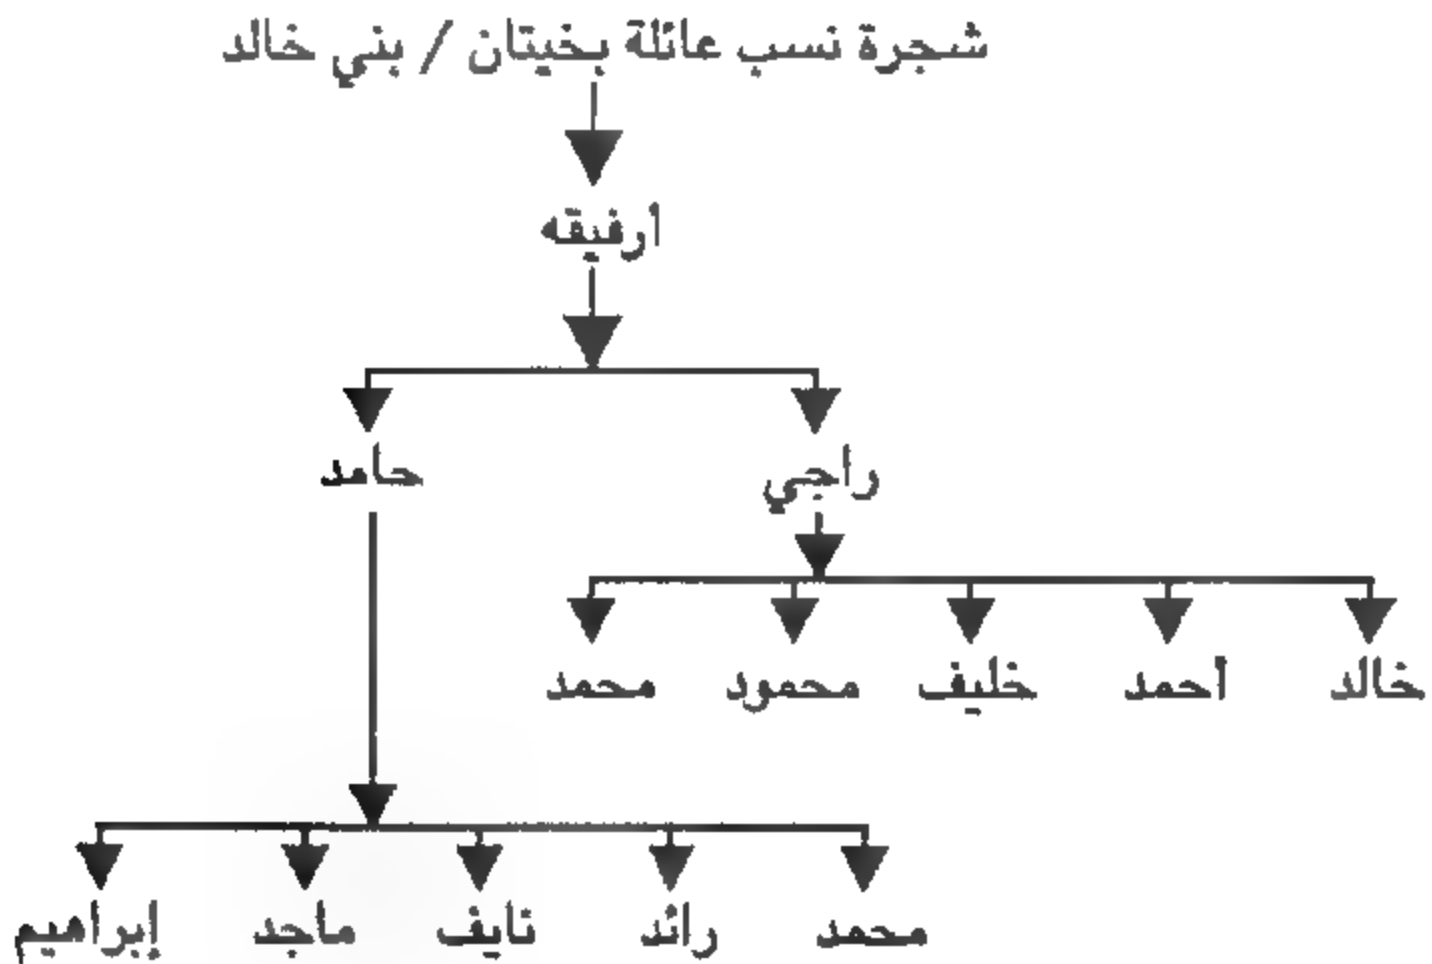 شجرة نسب عائلة بخيتان / بني خالد
ارفيقه
راجي حامد
خالد احمد خليف محمود محمد
محمد رائد نايف ماجد إبراهيم